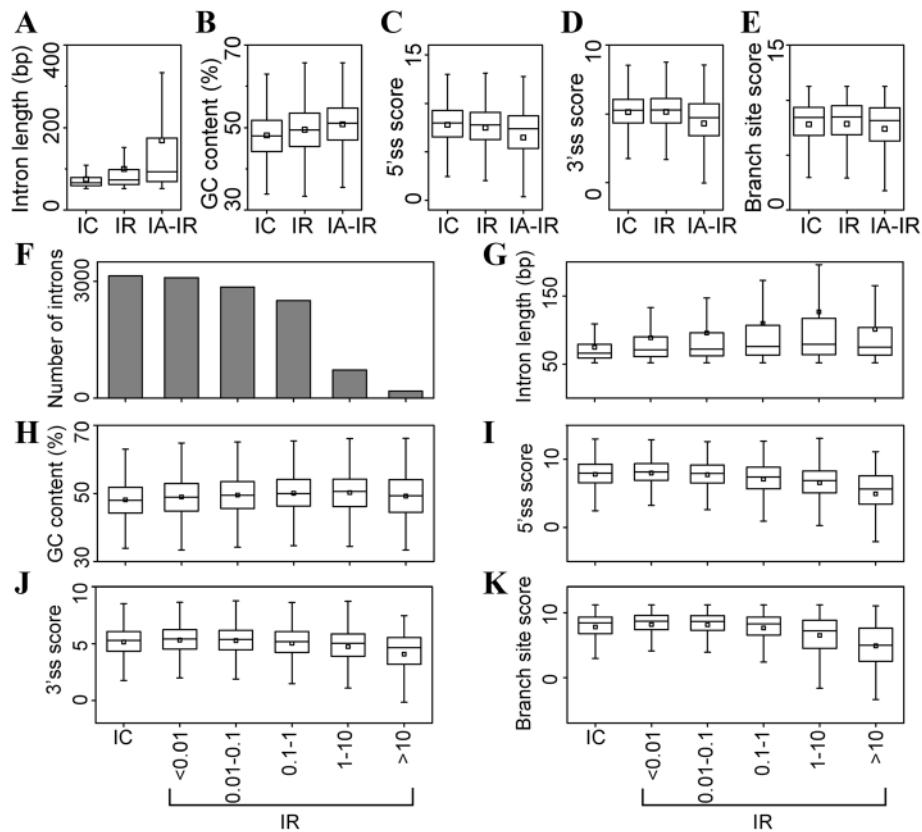 A
Intron length (bp)
400
200
0
IC IR IA-IR
B
GC content (%)
70
50
30
IC IR IA-IR
C
5'ss score
15
0
IC IR IA-IR
D
3'ss score
10
0
IC IR IA-IR
E
Branch site score
15
0
IC IR IA-IR
F
Number of introns
3000
0
G
Intron length (bp)
150
50
H
GC content (%)
70
50
30
I
5'ss score
10
0
J
3'ss score
10
5
0
IC
<0.01
0.01-0.1
0.1-1
1-10
>10
IR
K
Branch site score
10
0
IC
<0.01
0.01-0.1
0.1-1
1-10
>10
IR